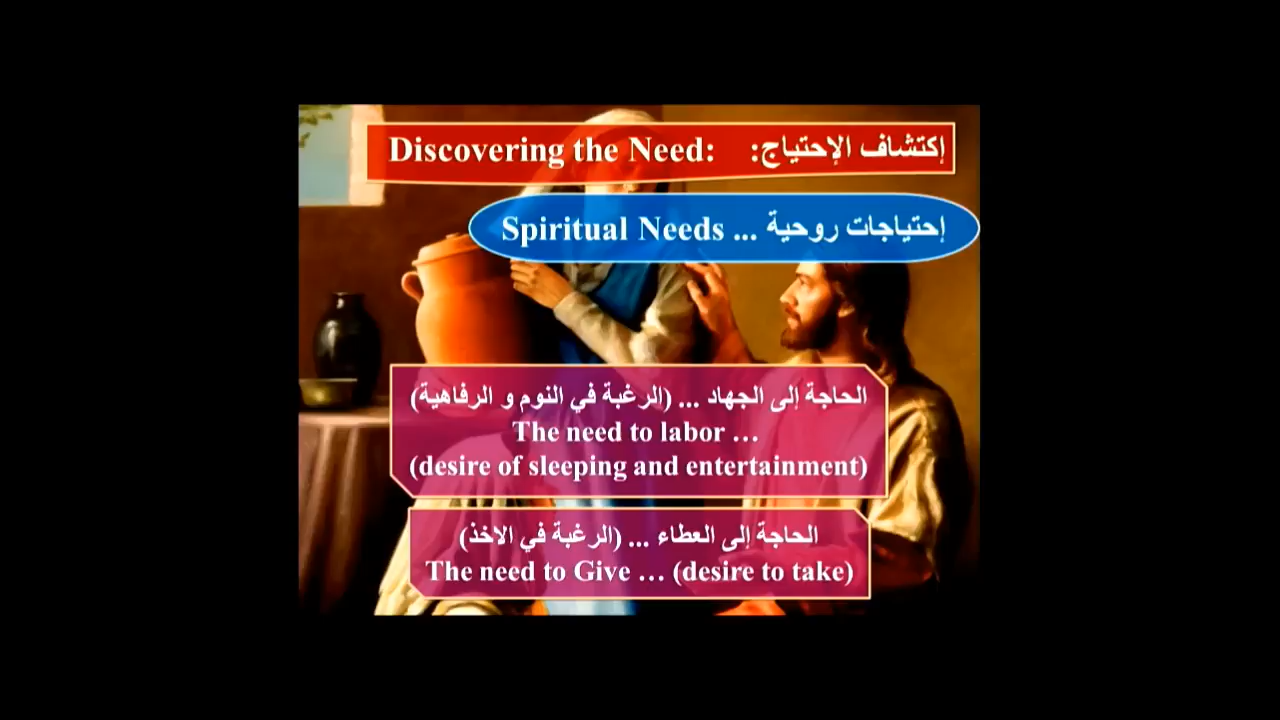 Discovering the Need: إكتشاف الإحتياج:
Spiritual Needs ... إحتياجات روحية
الحاجة إلى الجهاد ... (الرغبة في النوم و الرفاهية)
The need to labor …
(desire of sleeping and entertainment)
الحاجة إلى العطاء ... (الرغبة في الاخذ)
The need to Give … (desire to take)